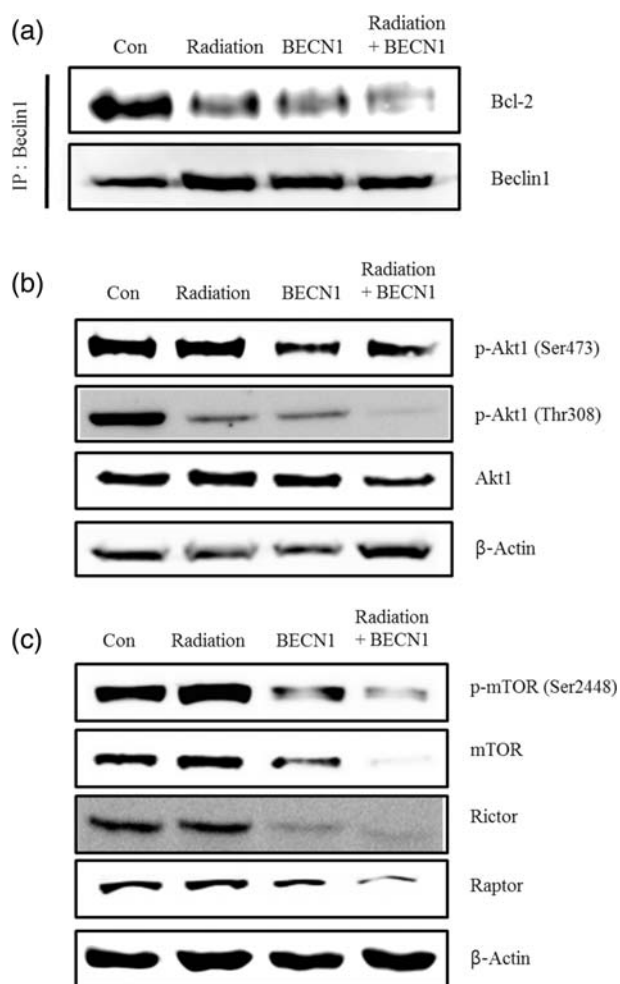 (a)
Con Radiation BECN1 Radiation
+ BECN1
IP : Beclin1
Bcl-2
Beclin1
(b)
Con Radiation BECN1 Radiation
+ BECN1
p-Akt1 (Ser473)
p-Akt1 (Thr308)
Akt1
β-Actin
(c)
Con Radiation BECN1 Radiation
+ BECN1
p-mTOR (Ser2448)
mTOR
Rictor
Raptor
β-Actin